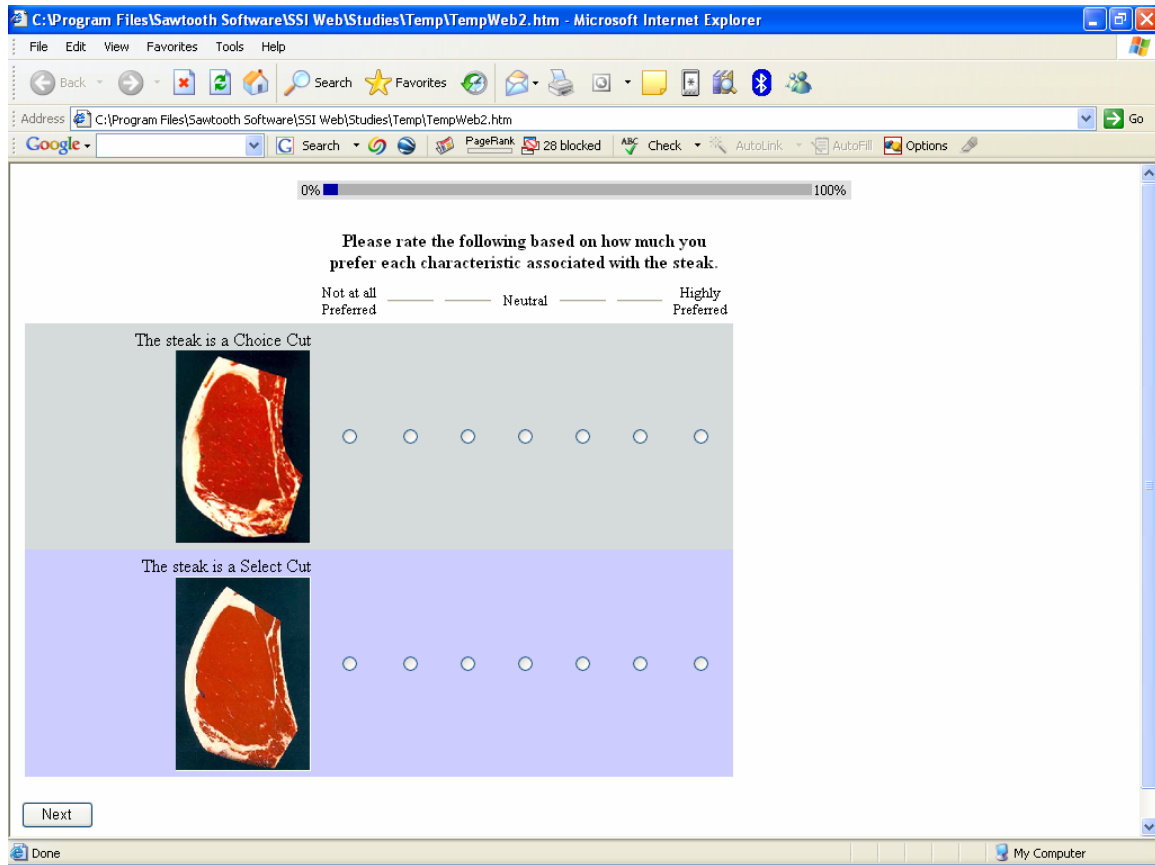 C:\Program Files\Sawtooth Software\SSI Web\Studies\Temp\TempWeb2.htm - Microsoft Internet Explorer
File Edit View Favorites Tools Help
Back Search Favorites
Address C:\Program Files\Sawtooth Software\SSI Web\Studies\Temp\TempWeb2.htm Go
Google G Search PageRank 28 blocked ABC Check AutoLink AutoFill Options
0% 100%
Please rate the following based on how much you
prefer each characteristic associated with the steak.
Not at all Preferred Neutral Highly Preferred
The steak is a Choice Cut
The steak is a Select Cut
Next
Done My Computer